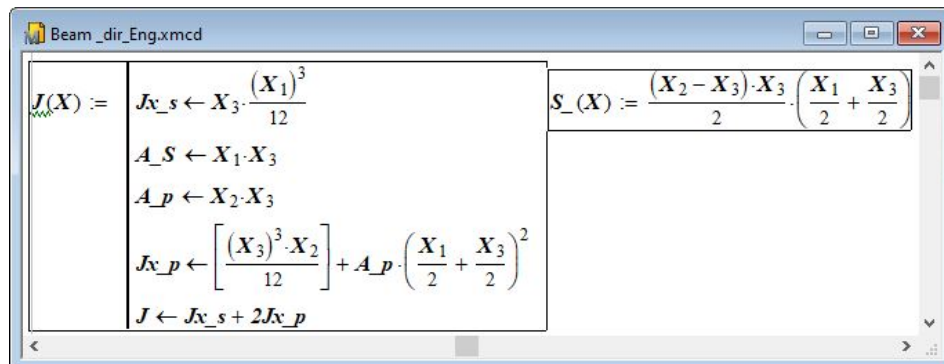 Beam _dir_Eng.xmcd
J(X) := Jx_s ← X₃·(X₁)³/12
S_(X) := (X₂ − X₃)·X₃/2·(X₁/2 + X₃/2)
A_S ← X₁·X₃
A_p ← X₂·X₃
Jx_p ← [(X₃)³·X₂/12] + A_p·(X₁/2 + X₃/2)²
J ← Jx_s + 2Jx_p